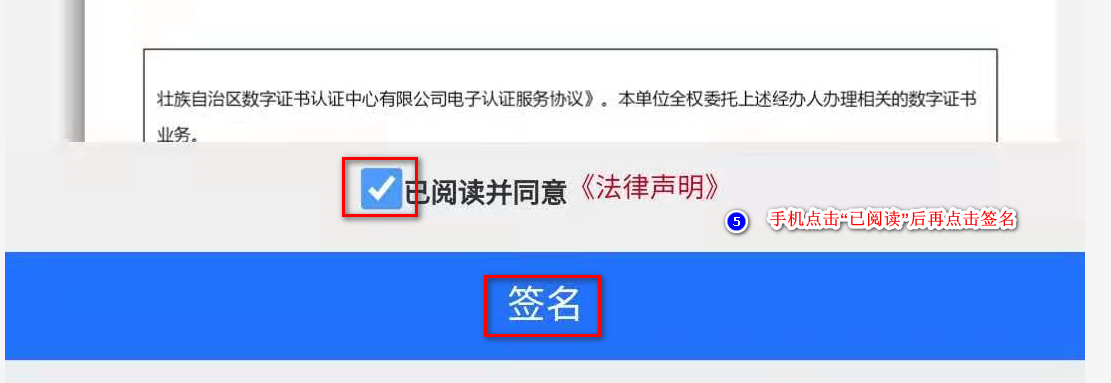 壮族自治区数字证书认证中心有限公司电子认证服务协议》。本单位全权委托上述经办人办理相关的数字证书
业务。
已阅读并同意《法律声明》
5 手机点击“已阅读”后再点击签名
签名